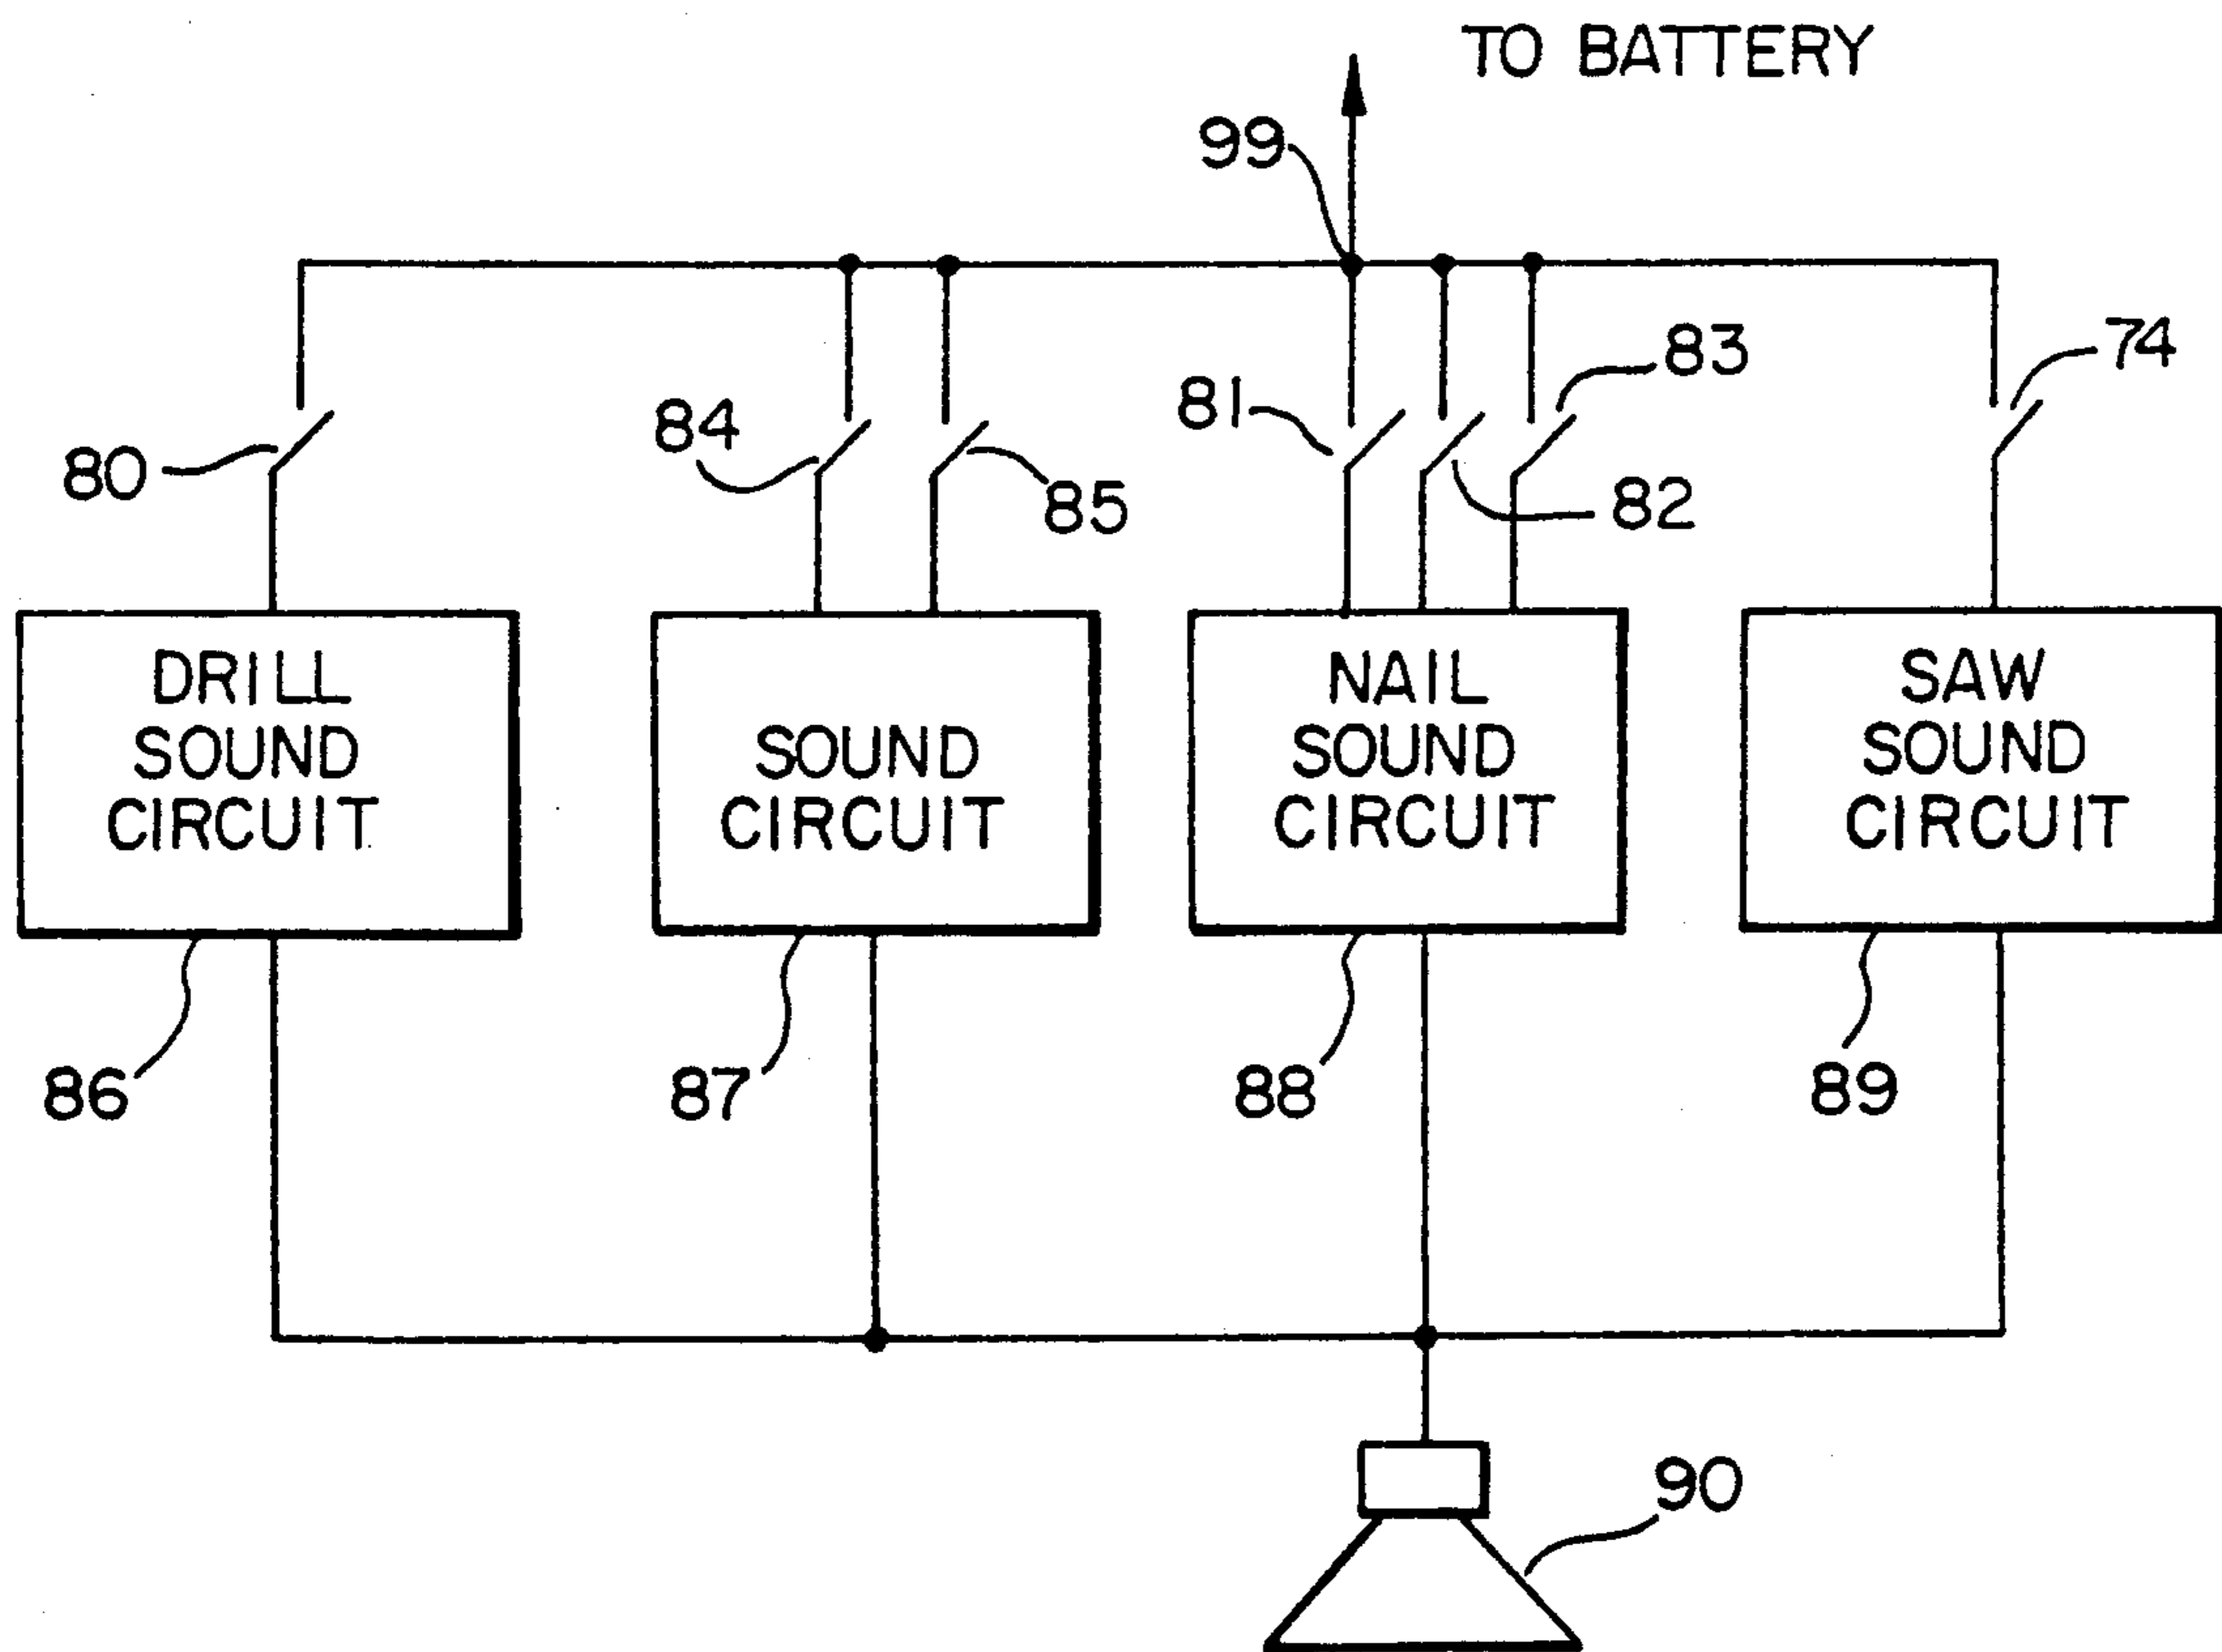 TO BATTERY
99
83
74
81
84
80
85
82
DRILL
SOUND
CIRCUIT
SOUND
CIRCUIT
NAIL
SOUND
CIRCUIT
SAW
SOUND
CIRCUIT
86
87
88
89
90